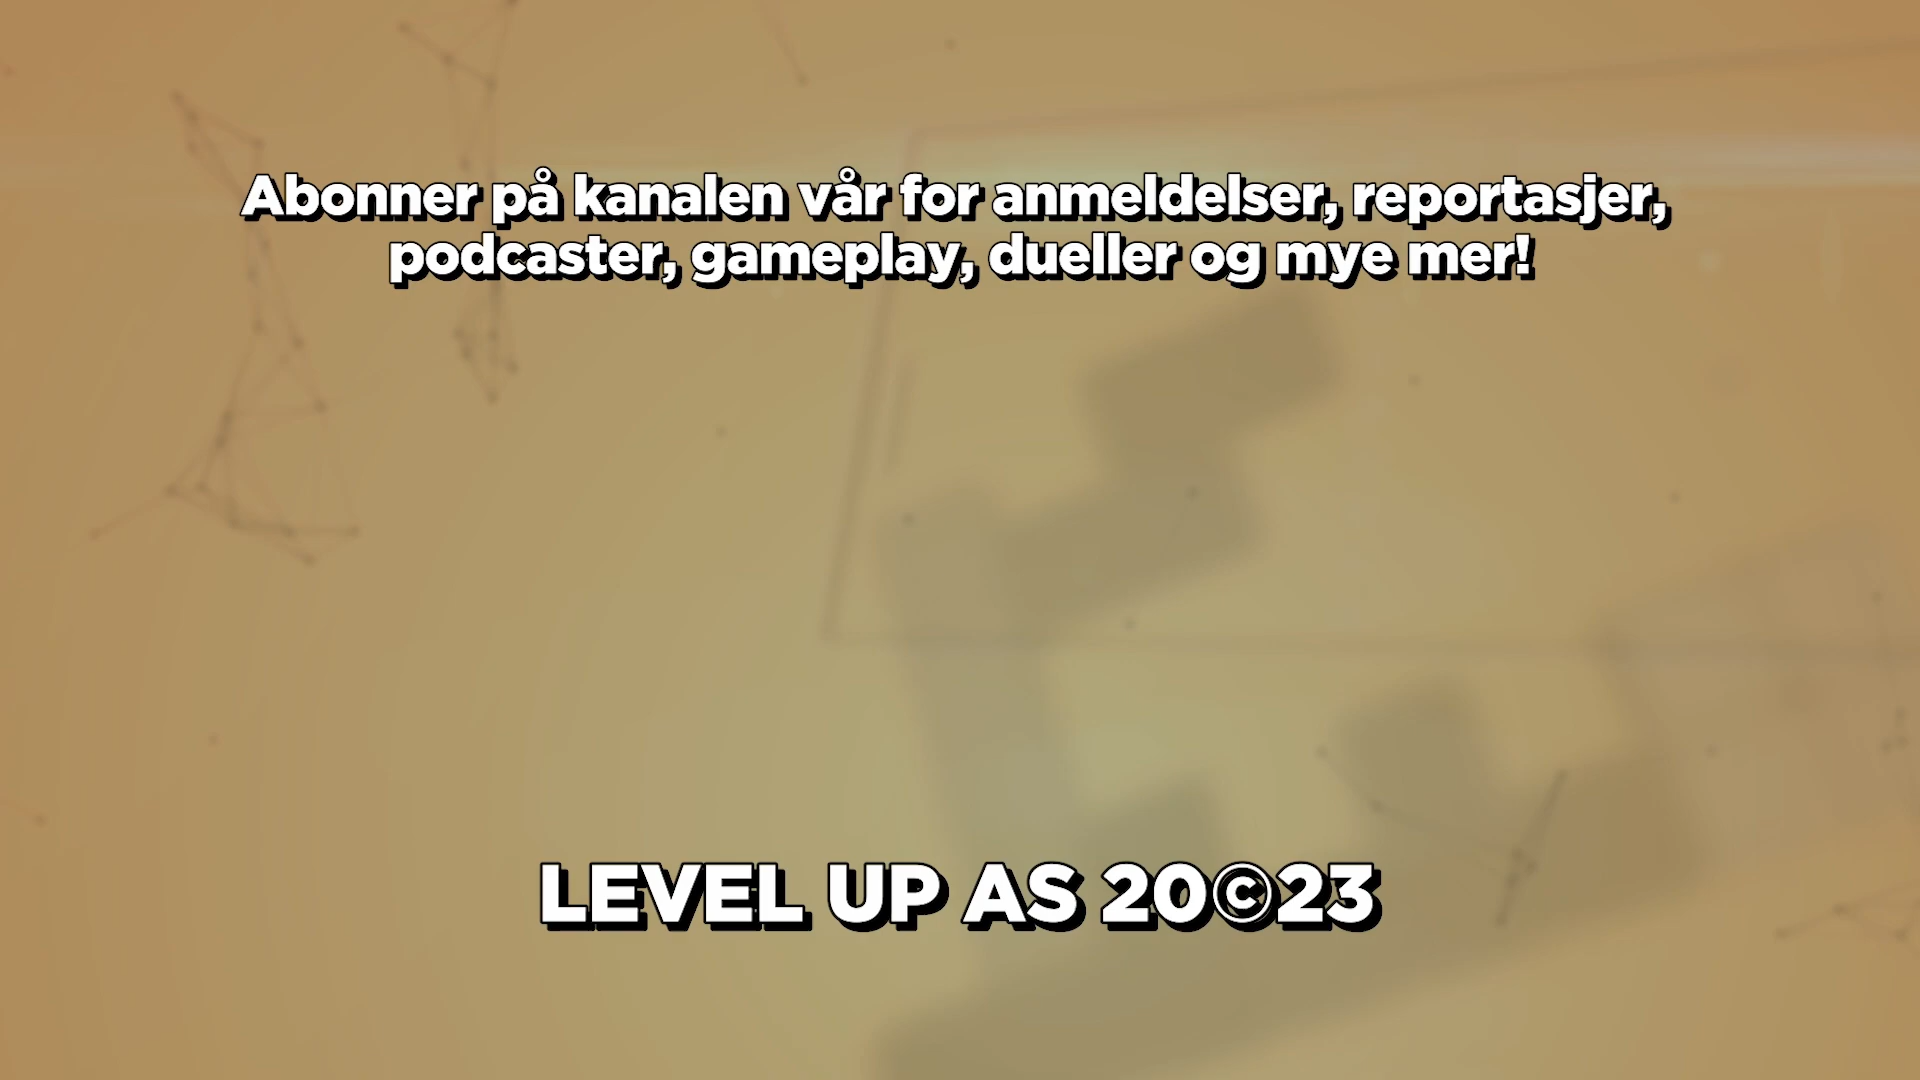 Abonner på kanalen vår for anmeldelser, reportasjer,
podcaster, gameplay, dueller og mye mer!
LEVEL UP AS 20©23